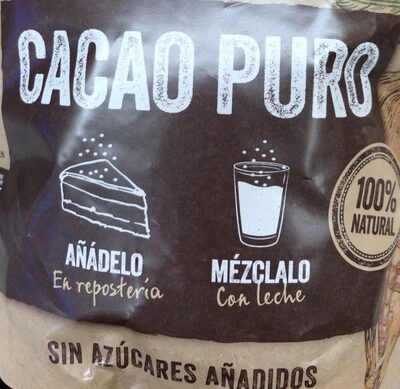 CACAO PURO
100%
NATURAL
AÑÁDELO
En repostería
MÉZCLALO
Con leche
SIN AZÚCARES AÑADIDOS